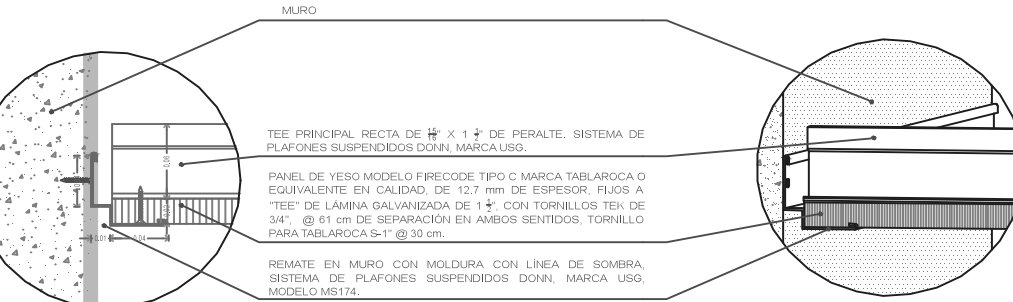 MURO
TEE PRINCIPAL RECTA DE 15/16" X 1 1/2" DE PERALTE. SISTEMA DE
PLAFONES SUSPENDIDOS DONN, MARCA USG.
PANEL DE YESO MODELO FIRECODE TIPO C MARCA TABLAROCA O
EQUIVALENTE EN CALIDAD, DE 12.7 mm DE ESPESOR, FIJOS A
"TEE" DE LÁMINA GALVANIZADA DE 1 1/2", CON TORNILLOS TEK DE
3/4", @ 61 cm DE SEPARACIÓN EN AMBOS SENTIDOS, TORNILLO
PARA TABLAROCA S-1" @ 30 cm.
REMATE EN MURO CON MOLDURA CON LÍNEA DE SOMBRA,
SISTEMA DE PLAFONES SUSPENDIDOS DONN, MARCA USG,
MODELO MS174.
0.06
0.01 0.04